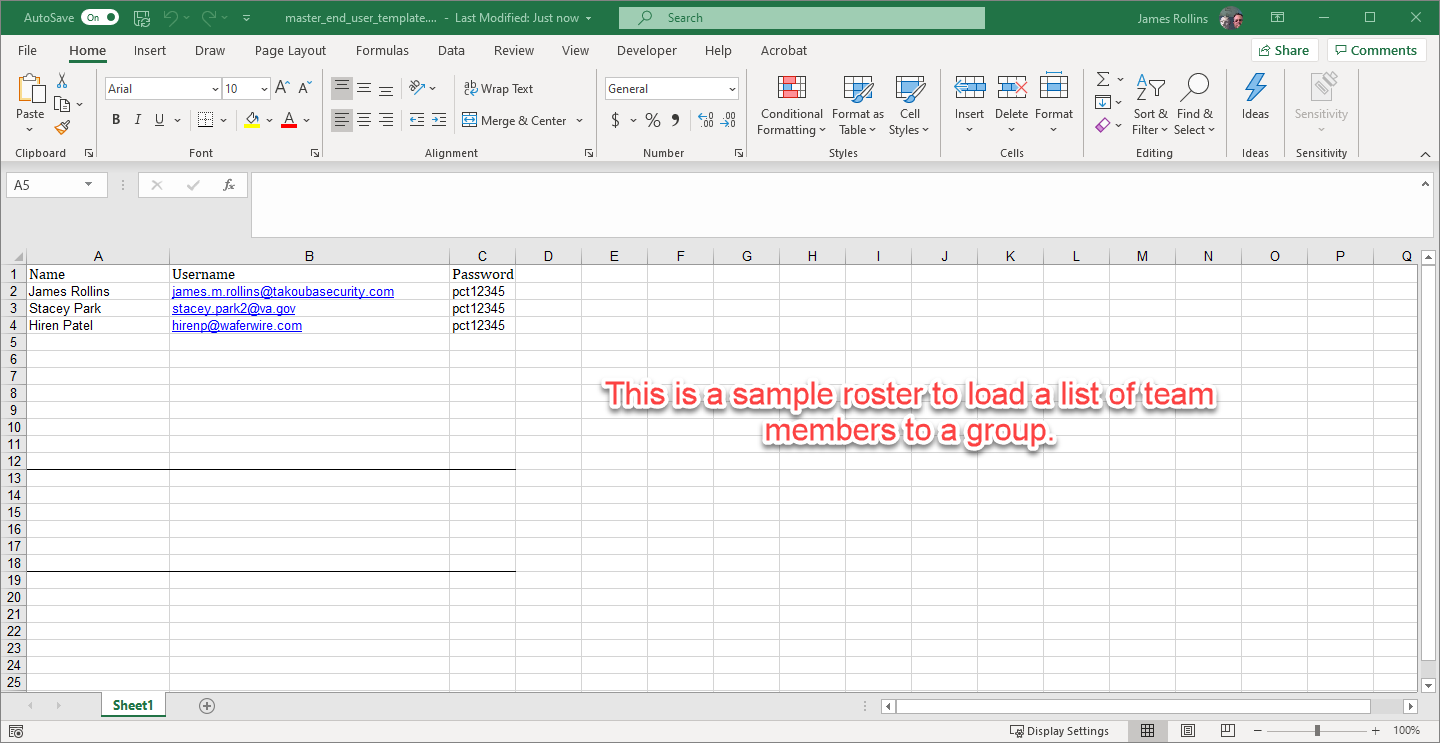 AutoSave On master_end_user_template.... - Last Modified: Just now Search James Rollins
File Home Insert Draw Page Layout Formulas Data Review View Developer Help Acrobat Share Comments
Paste
Clipboard
Arial 10 A A
B I U A
Font
ab Wrap Text
Merge & Center
Alignment
General
$ % , .00 .00
Number
Conditional Formatting
Format as Table
Cell Styles
Styles
Insert Delete Format
Cells
Sort & Filter
Find & Select
Editing
Ideas
Ideas
Sensitivity
Sensitivity
A5 fx
A B C D E F G H I J K L M N O P Q
1 Name Username Password
2 James Rollins james.m.rollins@takoubasecurity.com pct12345
3 Stacey Park stacey.park2@va.gov pct12345
4 Hiren Patel hirenp@waferwire.com pct12345
5
6
7
8
9
10
11
12
13
14
15
16
17
18
19
20
21
22
23
24
25
This is a sample roster to load a list of team
members to a group.
Sheet1
Display Settings 100%